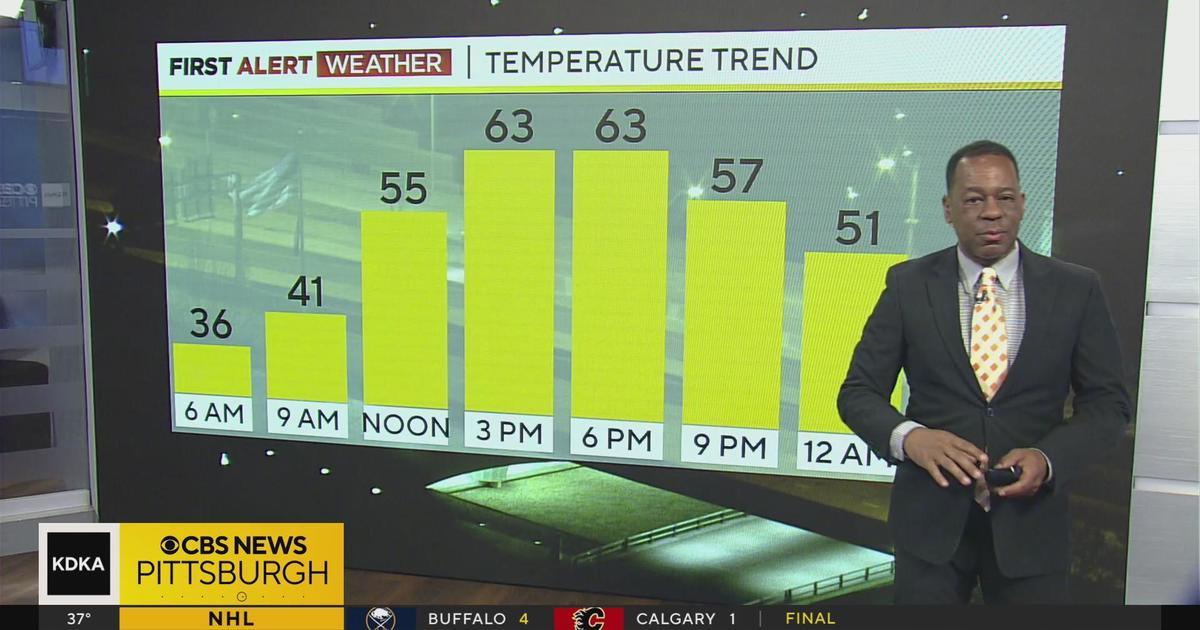 FIRST ALERT WEATHER | TEMPERATURE TREND
36 41 55 63 63 57 51
6 AM 9 AM NOON 3 PM 6 PM 9 PM 12 AM
KDKA
CBS NEWS
PITTSBURGH
37° NHL BUFFALO 4 CALGARY 1 | FINAL